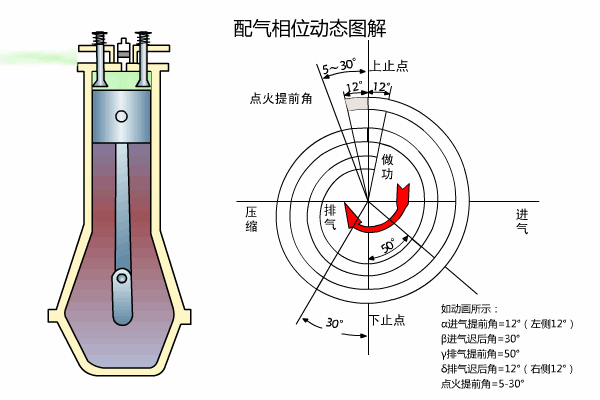 配气相位动态图解
5~30°
上止点
12°
12°
点火提前角
做功
压缩
排气
进气
50°
30°
下止点
如动画所示：
α进气提前角=12°（左侧12°）
β进气迟后角=30°
γ排气提前角=50°
δ排气迟后角=12°（右侧12°）
点火提前角=5-30°